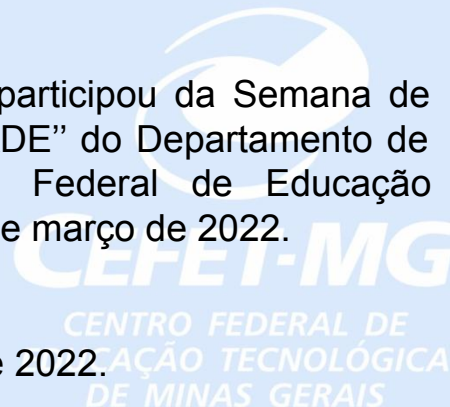 participou da Semana de
DE’’ do Departamento de
Federal de Educação
e março de 2022.
CEFET-MG
CENTRO FEDERAL DE
EDUCAÇÃO TECNOLÓGICA
e 2022.
DE MINAS GERAIS